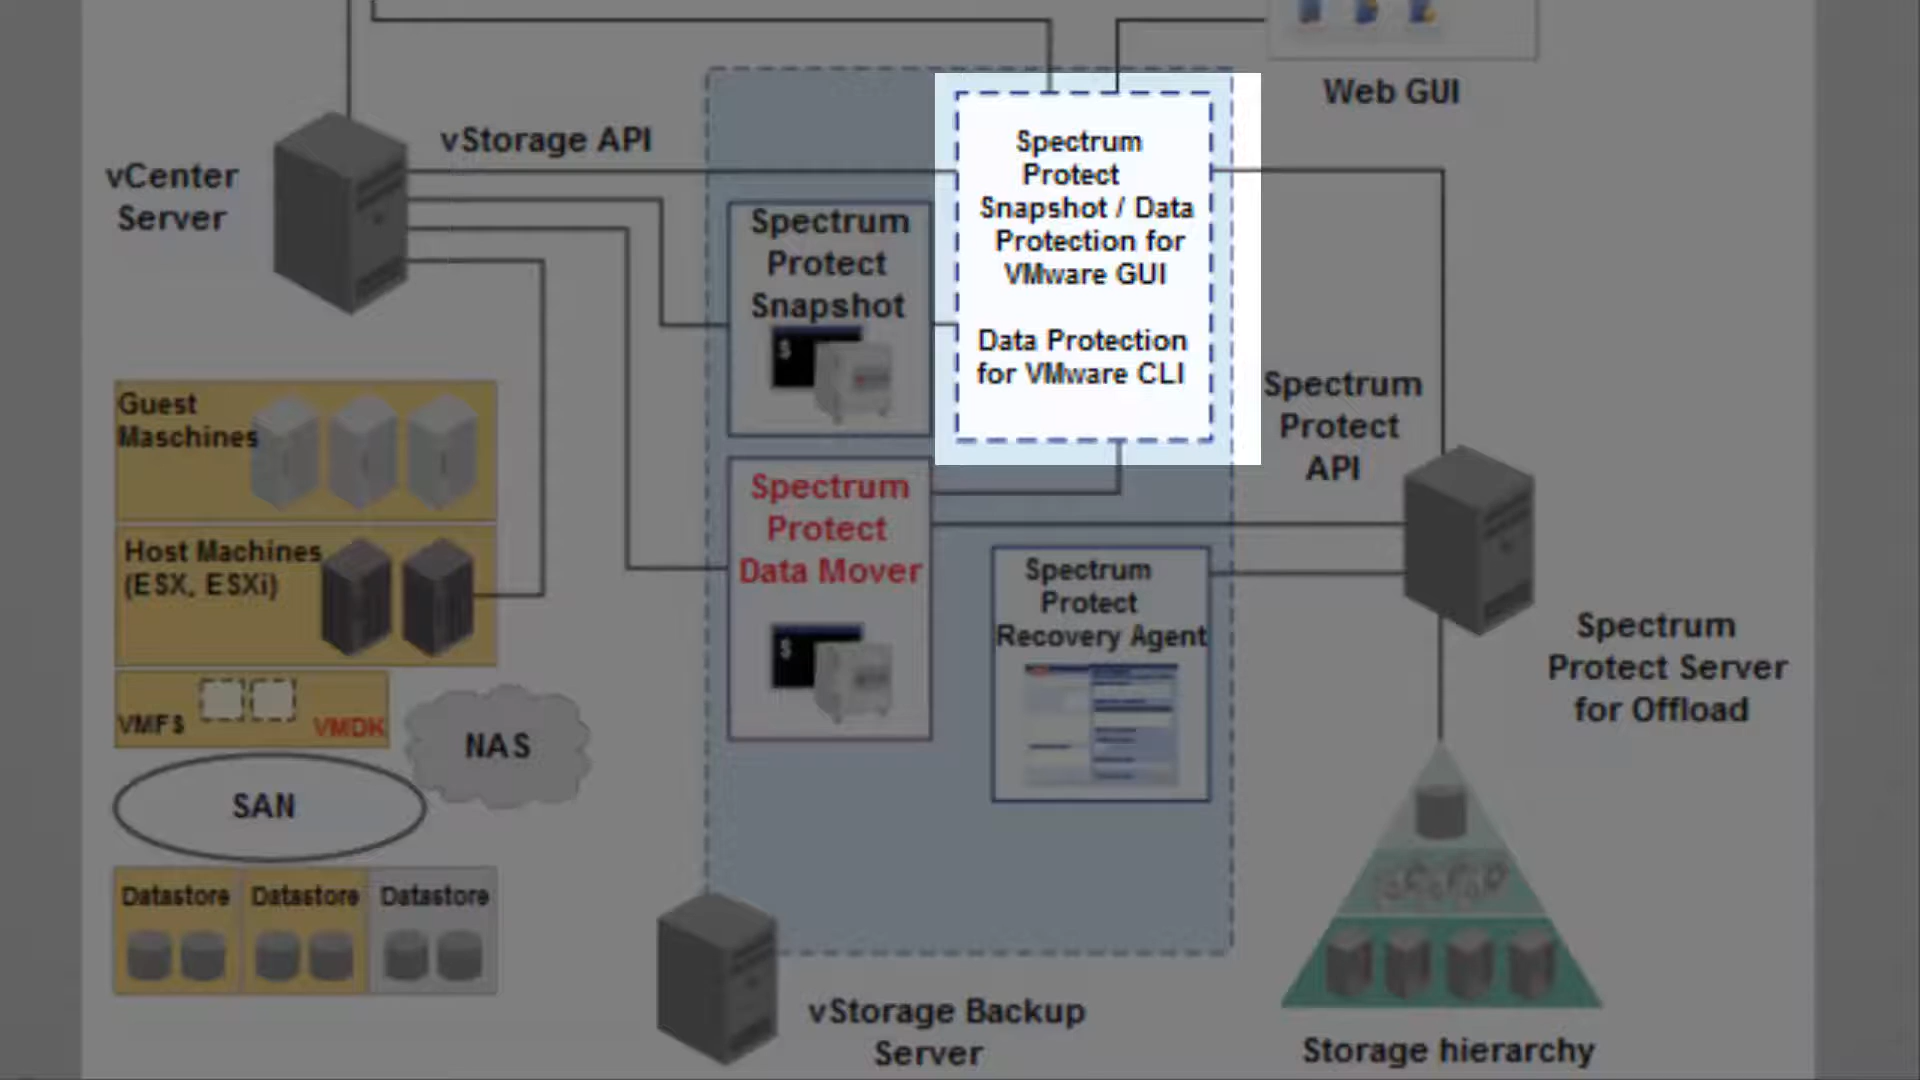 Web GUI
vStorage API
vCenter
Server
Spectrum
Protect
Snapshot / Data
Protection for
VMware GUI
Data Protection
for VMware CLI
Spectrum
Protect
Snapshot
$
Spectrum
Protect
API
Guest
Maschines
Host Machines
(ESX, ESXi)
Spectrum
Protect
Data Mover
$
Spectrum
Protect
Recovery Agent
Spectrum
Protect Server
for Offload
VMFS
VMDK
NAS
SAN
Datastore
Datastore
Datastore
vStorage Backup
Server
Storage hierarchy